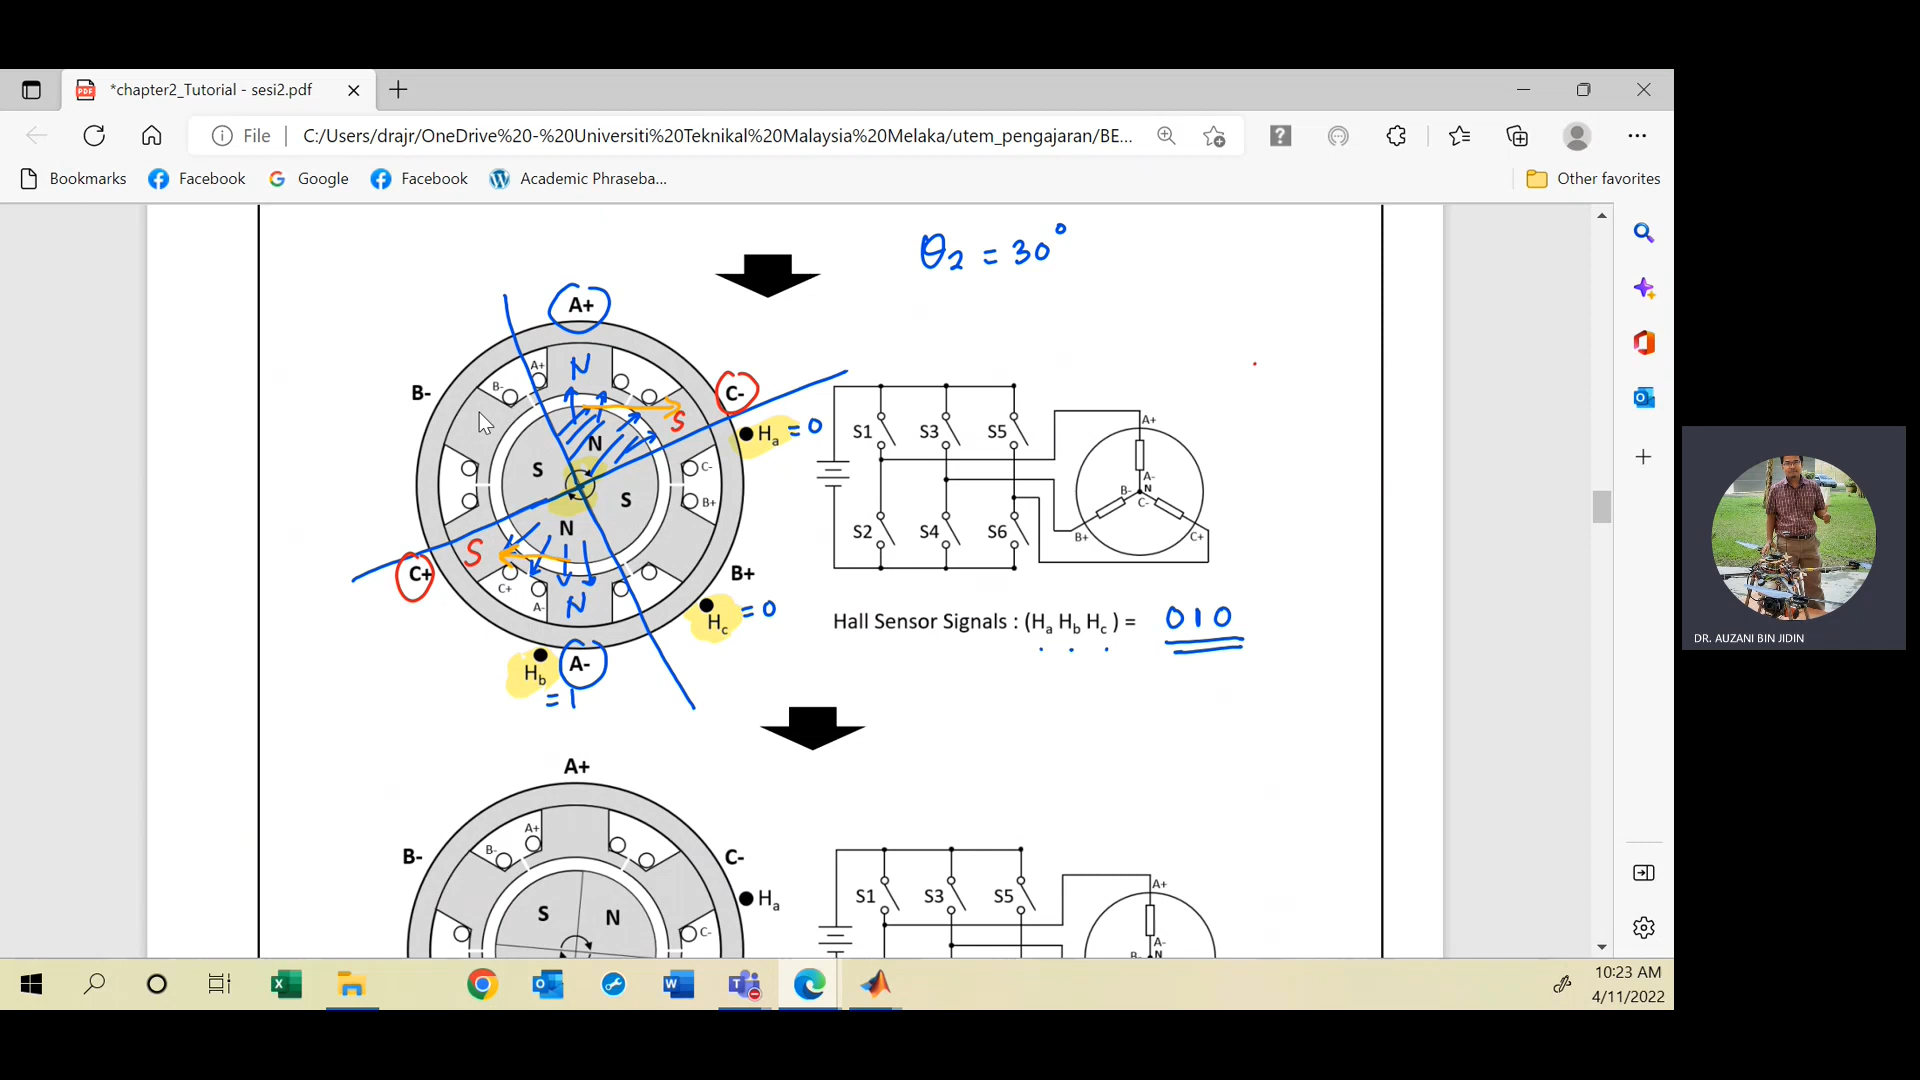 *chapter2_Tutorial - sesi2.pdf
File
C:/Users/drajr/OneDrive%20-%20Universiti%20Teknikal%20Malaysia%20Melaka/utem_pengajaran/BE...
Bookmarks
Facebook
Google
Facebook
Academic Phraseba...
Other favorites
θ2 = 30°
A+
B-
C-
A+
B-
N
S
Ha = 0
N
S
S
N
C-
B+
S
C+
C+
A-
N
B+
Hc = 0
Hb = 1
A-
S1
S3
S5
S2
S4
S6
A+
A-
N
B-
C-
B+
C+
Hall Sensor Signals : (Ha Hb Hc ) = 010
A+
B-
C-
A+
B-
Ha
S
N
C-
S1
S3
S5
A+
A-
N
B-
DR. AUZANI BIN JIDIN
10:23 AM
4/11/2022